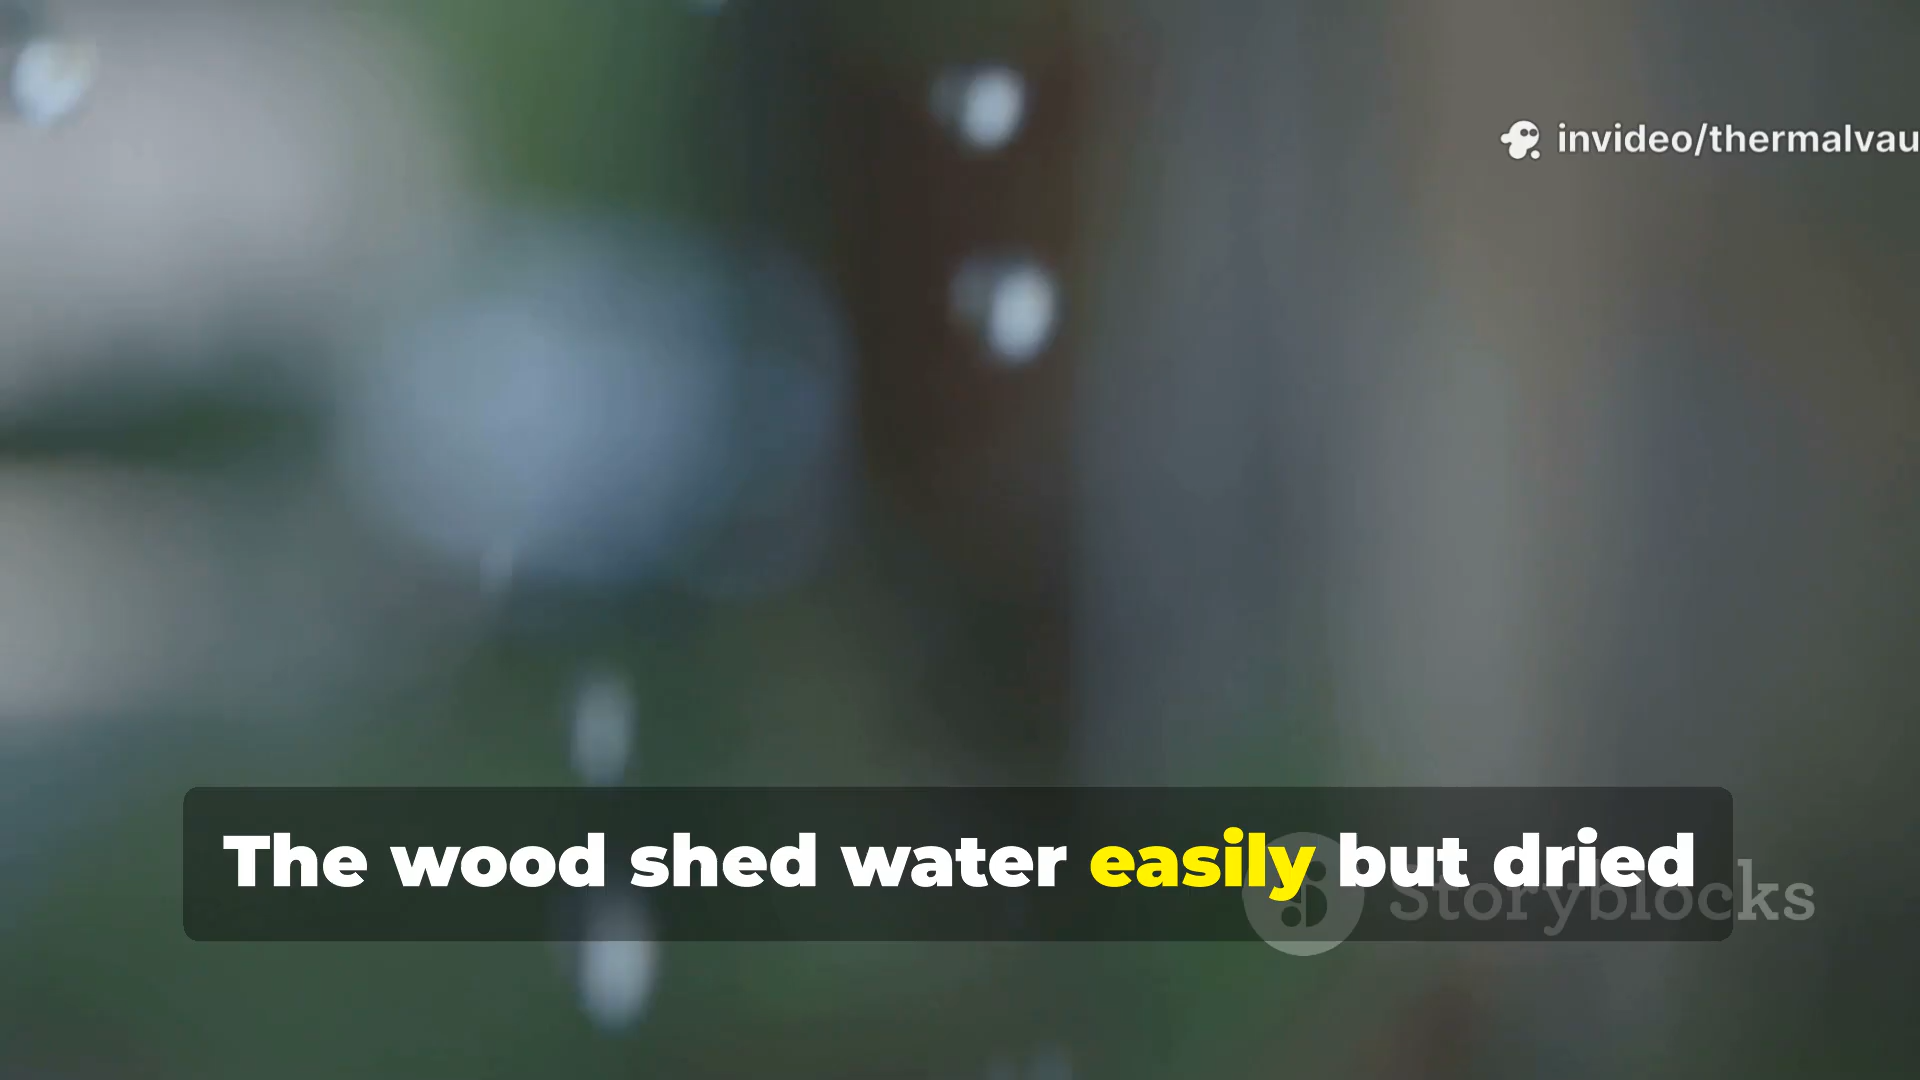 invideo/thermalvau
The wood shed water easily but dried
Storyblocks